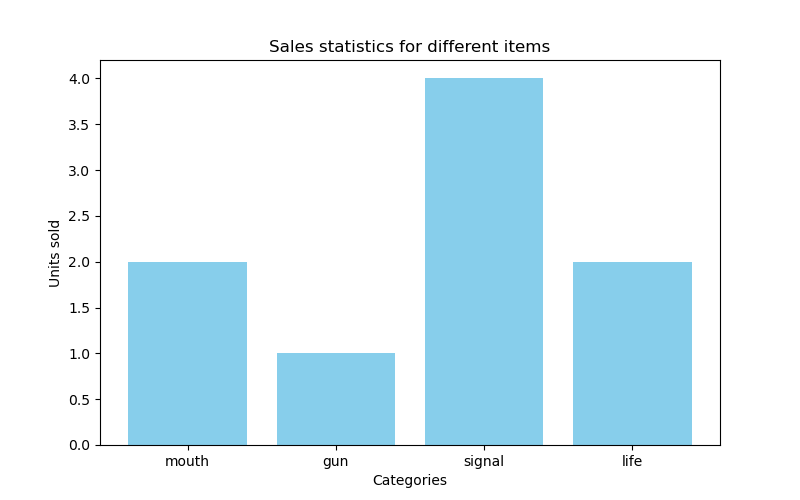 Sales statistics for different items
4.0
3.5
3.0
2.5
2.0
1.5
1.0
0.5
0.0
Units sold
mouth gun signal life
Categories